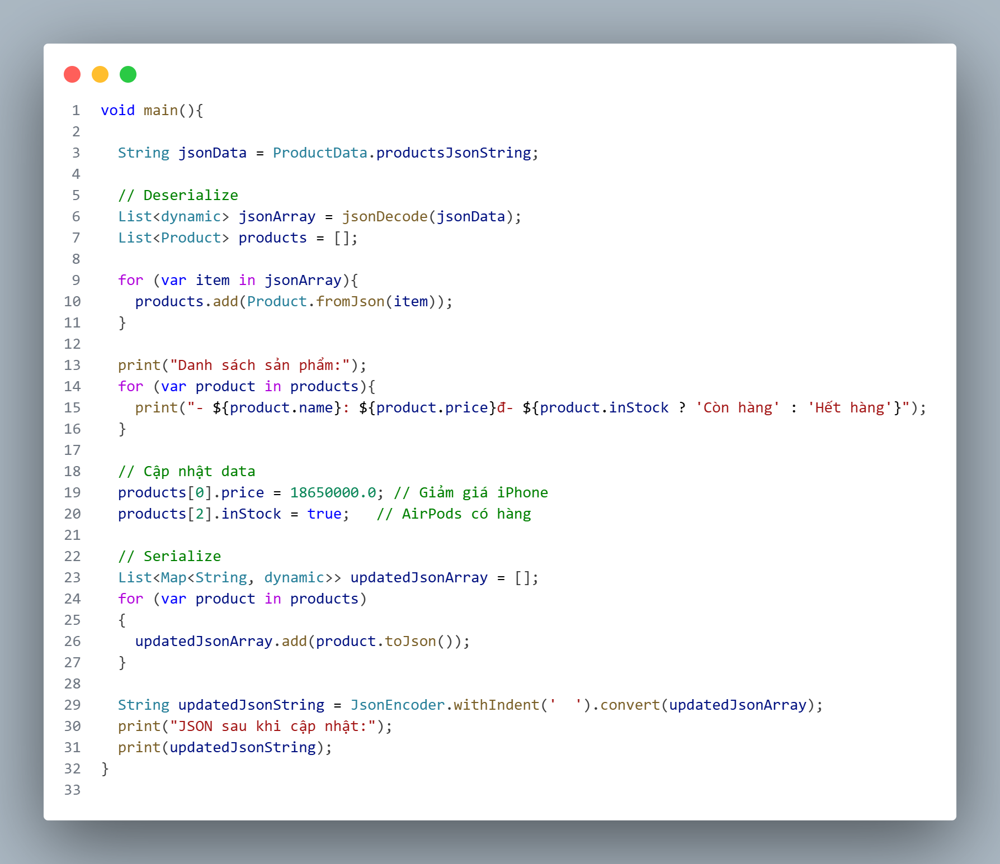 1 void main(){
2
3   String jsonData = ProductData.productsJsonString;
4
5   // Deserialize
6   List<dynamic> jsonArray = jsonDecode(jsonData);
7   List<Product> products = [];
8
9   for (var item in jsonArray){
10     products.add(Product.fromJson(item));
11   }
12
13   print("Danh sách sản phẩm:");
14   for (var product in products){
15     print("- ${product.name}: ${product.price}đ- ${product.inStock ? 'Còn hàng' : 'Hết hàng'}");
16   }
17
18   // Cập nhật data
19   products[0].price = 18650000.0; // Giảm giá iPhone
20   products[2].inStock = true;   // AirPods có hàng
21
22   // Serialize
23   List<Map<String, dynamic>> updatedJsonArray = [];
24   for (var product in products)
25   {
26     updatedJsonArray.add(product.toJson());
27   }
28
29   String updatedJsonString = JsonEncoder.withIndent('  ').convert(updatedJsonArray);
30   print("JSON sau khi cập nhật:");
31   print(updatedJsonString);
32 }
33